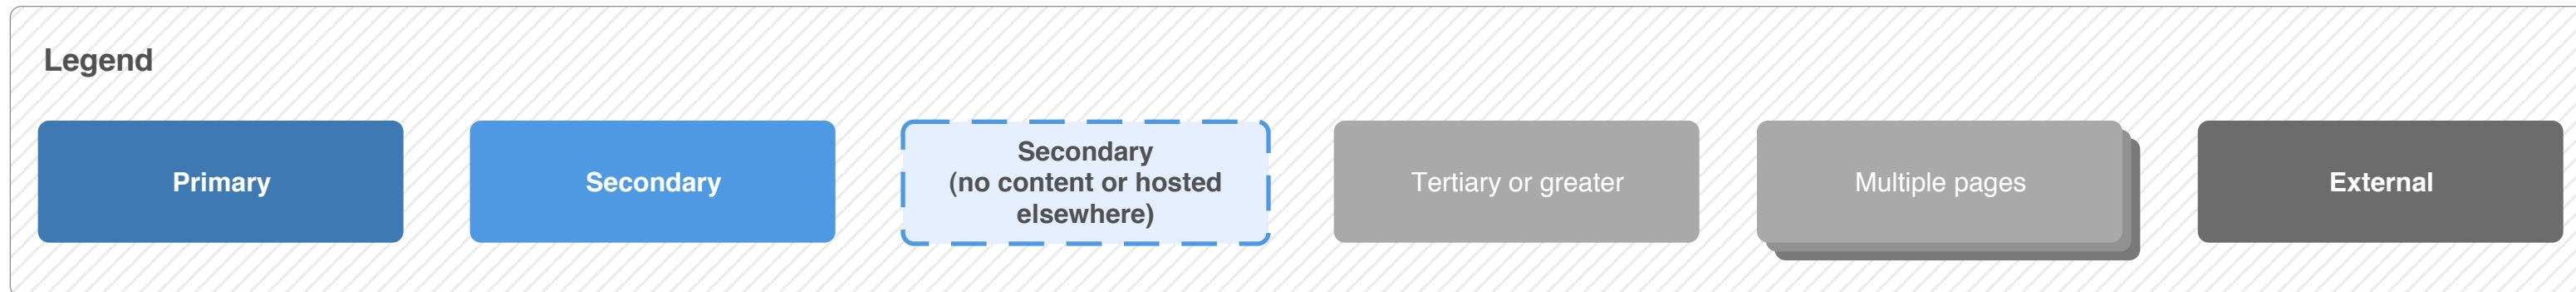 Legend
Primary
Secondary
Secondary
(no content or hosted
elsewhere)
Tertiary or greater
Multiple pages
External